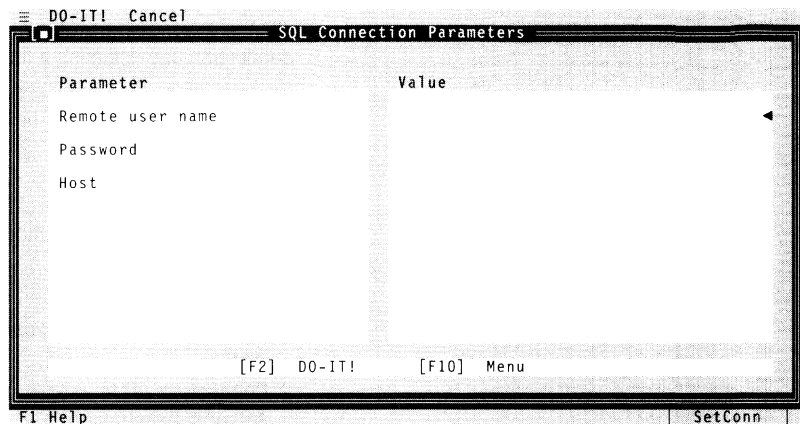 ≡ DO-IT! Cancel
[■] SQL Connection Parameters
Parameter Value
Remote user name ◄
Password
Host
[F2] DO-IT! [F10] Menu
F1 Help SetConn